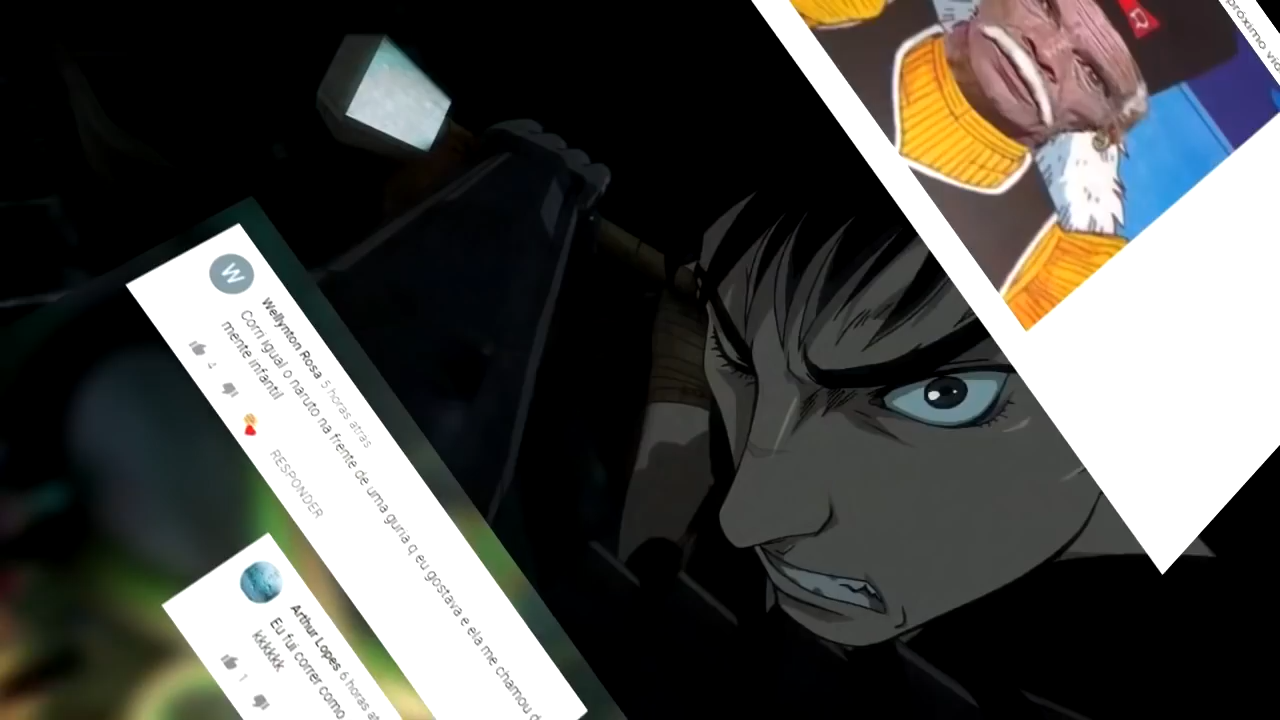 W
Wellynton Rosa 5 horas atrás
Corri igual o naruto na frente de uma guria q eu gostava e ela me chamou d
mente infantil
4
RESPONDER
Arthur Lopes 6 horas at
Eu fui correr como
kkkkkk
1
próximo víd
R